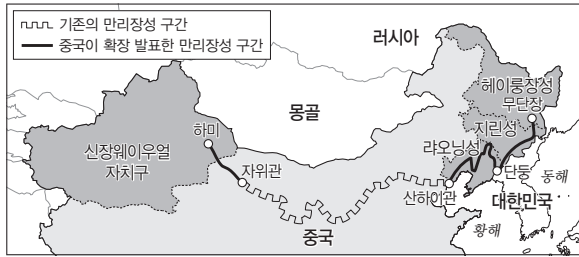 기존의 만리장성 구간
중국이 확장 발표한 만리장성 구간
러시아
헤이룽장성
무단장
몽골
지린성
하미
랴오닝성
신장웨이우얼
자치구
자위관
단둥
동해
산하이관
대한민국
중국
황해